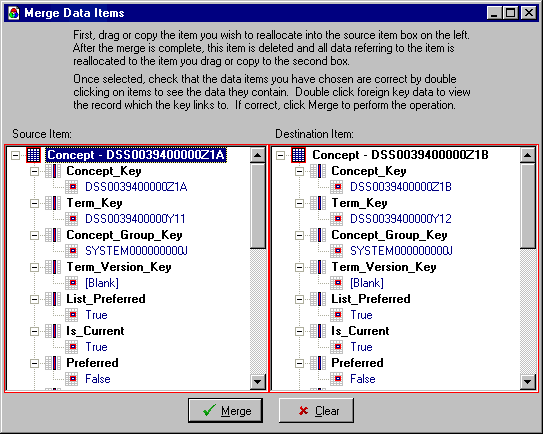 Merge Data Items
First, drag or copy the item you wish to reallocate into the source item box on the left.
After the merge is complete, this item is deleted and all data referring to the item is
reallocated to the item you drag or copy to the second box.
Once selected, check that the data items you have chosen are correct by double
clicking on items to see the data they contain.  Double click foreign key data to view
the record which the key links to.  If correct, click Merge to perform the operation.
Source Item:
Concept - DSS0039400000Z1A
Concept_Key
DSS0039400000Z1A
Term_Key
DSS0039400000Y11
Concept_Group_Key
SYSTEM000000000J
Term_Version_Key
[Blank]
List_Preferred
True
Is_Current
True
Preferred
False
Destination Item:
Concept - DSS0039400000Z1B
Concept_Key
DSS0039400000Z1B
Term_Key
DSS0039400000Y12
Concept_Group_Key
SYSTEM000000000J
Term_Version_Key
[Blank]
List_Preferred
True
Is_Current
True
Preferred
False
Merge
Clear